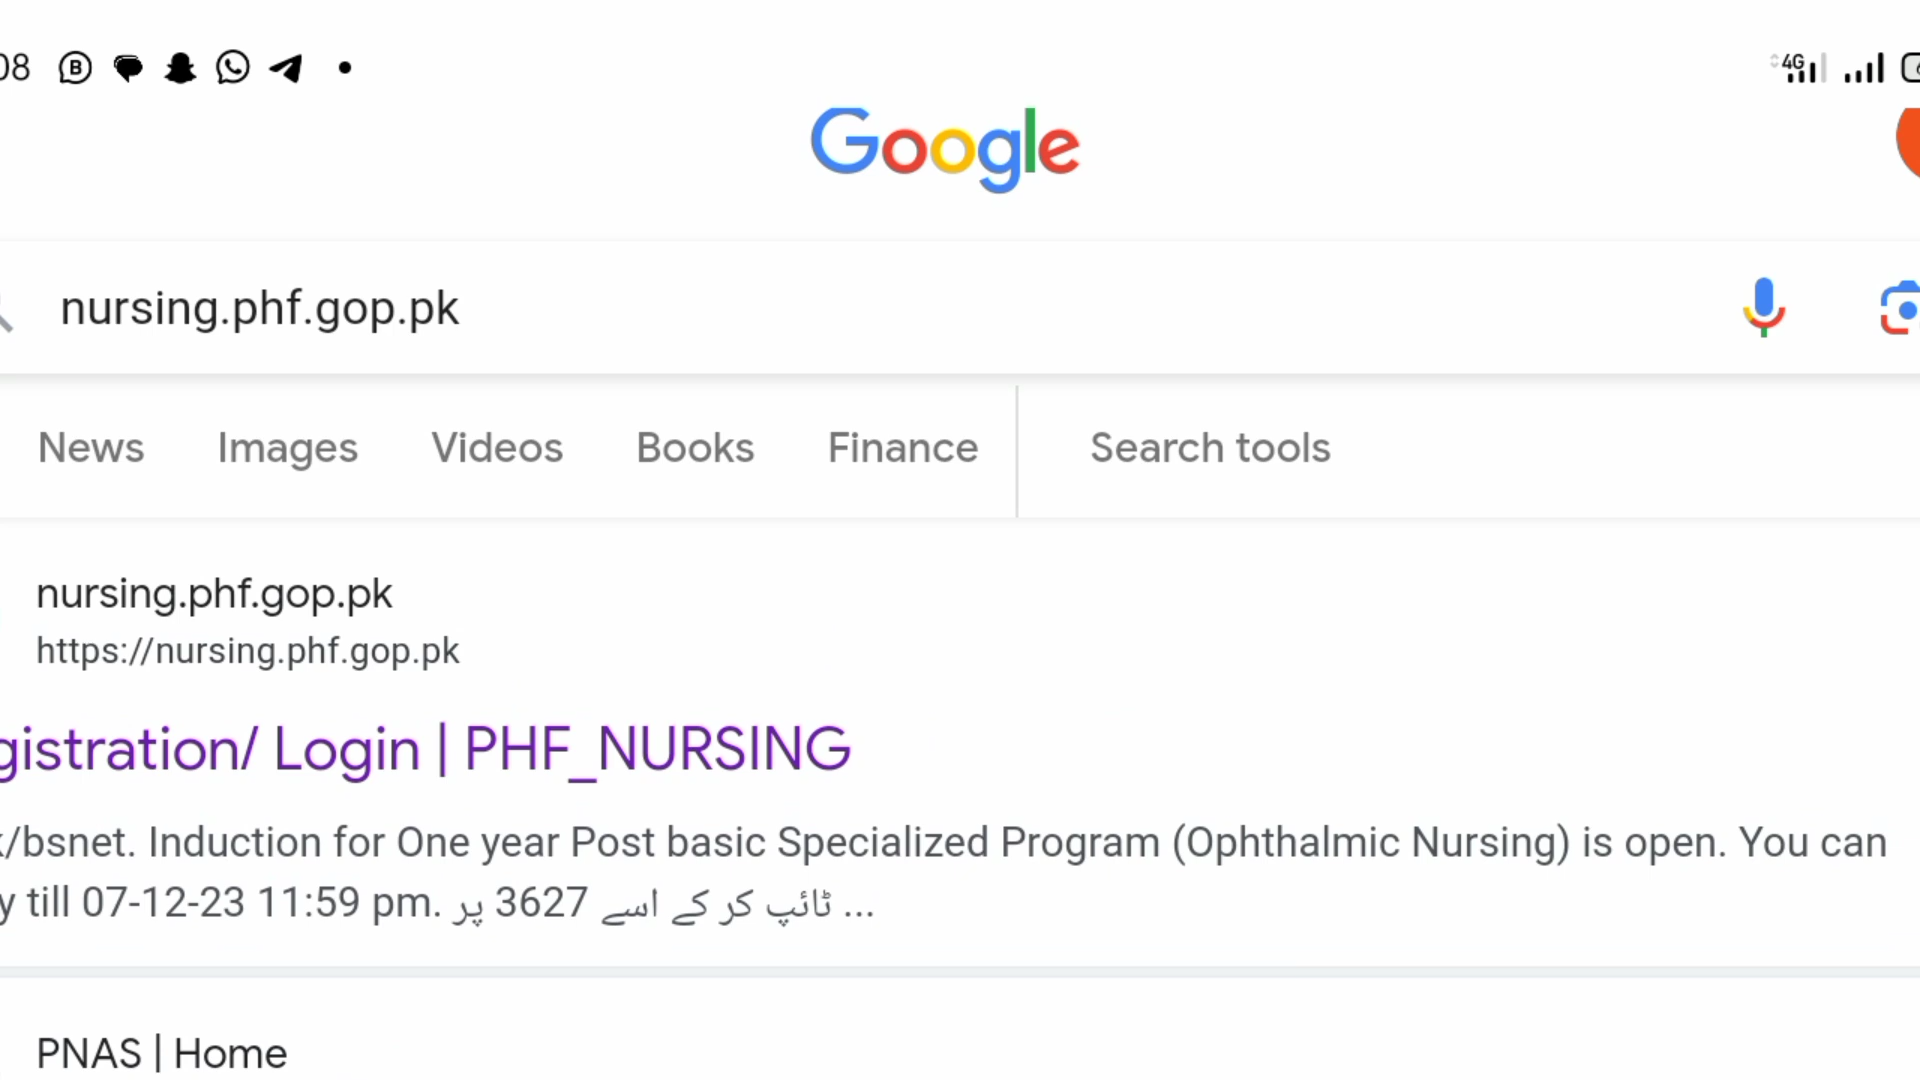 08
4G
Google
nursing.phf.gop.pk
News Images Videos Books Finance Search tools
nursing.phf.gop.pk
https://nursing.phf.gop.pk
gistration/ Login | PHF_NURSING
/bsnet. Induction for One year Post basic Specialized Program (Ophthalmic Nursing) is open. You can
y till 07-12-23 11:59 pm. ٹائپ کر کے اسے 3627 پر ...
PNAS | Home